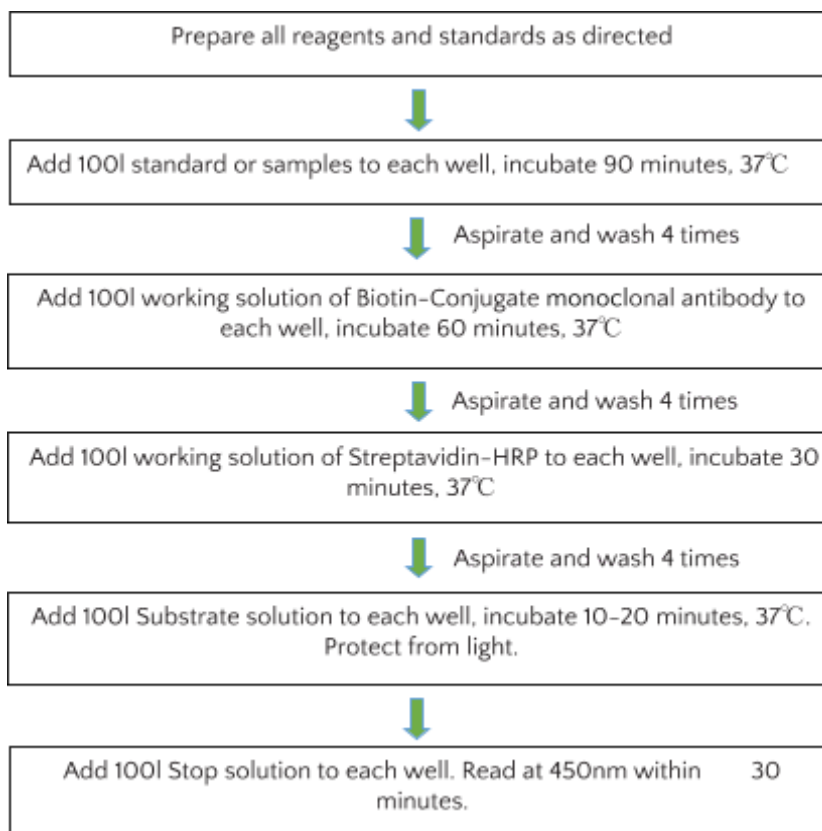 Prepare all reagents and standards as directed
Add 100l standard or samples to each well, incubate 90 minutes, 37℃
Aspirate and wash 4 times
Add 100l working solution of Biotin-Conjugate monoclonal antibody to
each well, incubate 60 minutes, 37℃
Aspirate and wash 4 times
Add 100l working solution of Streptavidin-HRP to each well, incubate 30
minutes, 37℃
Aspirate and wash 4 times
Add 100l Substrate solution to each well, incubate 10-20 minutes, 37℃.
Protect from light.
Add 100l Stop solution to each well. Read at 450nm within 30
minutes.